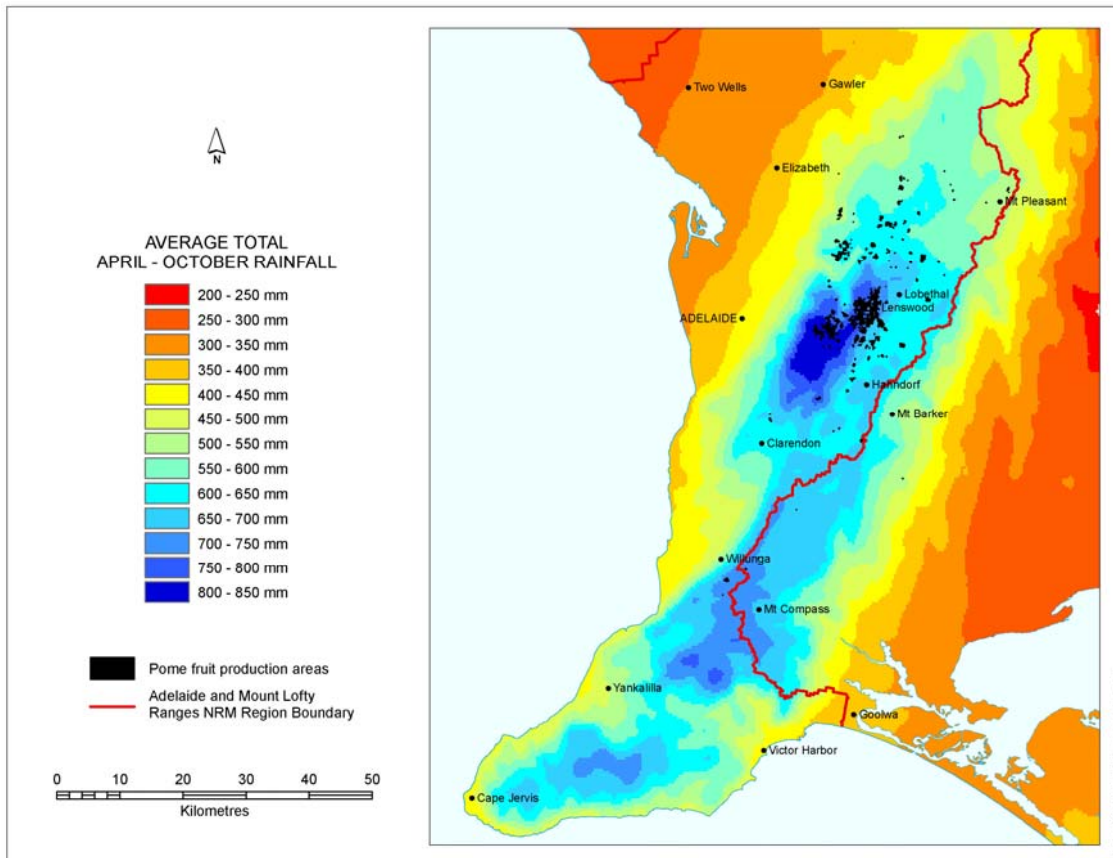 N
AVERAGE TOTAL
APRIL - OCTOBER RAINFALL
200 - 250 mm
250 - 300 mm
300 - 350 mm
350 - 400 mm
400 - 450 mm
450 - 500 mm
500 - 550 mm
550 - 600 mm
600 - 650 mm
650 - 700 mm
700 - 750 mm
750 - 800 mm
800 - 850 mm
Pome fruit production areas
Adelaide and Mount Lofty
Ranges NRM Region Boundary
0 10 20 30 40 50
Kilometres
Two Wells
Gawler
Elizabeth
Mt Pleasant
Lobethal
Lenswood
ADELAIDE
Hahndorf
Mt Barker
Clarendon
Willunga
Mt Compass
Yankalilla
Goolwa
Victor Harbor
Cape Jervis